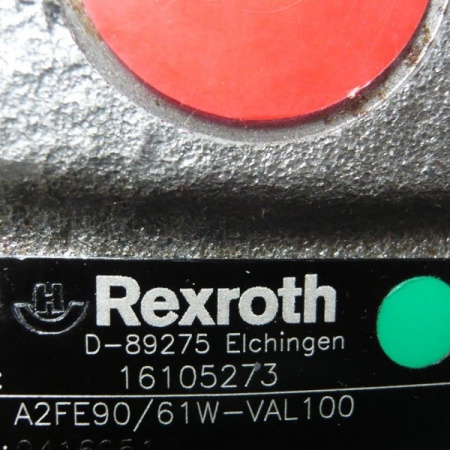 H Rexroth
D-89275 Elchingen
: 16105273
A2FE90/61W-VAL100